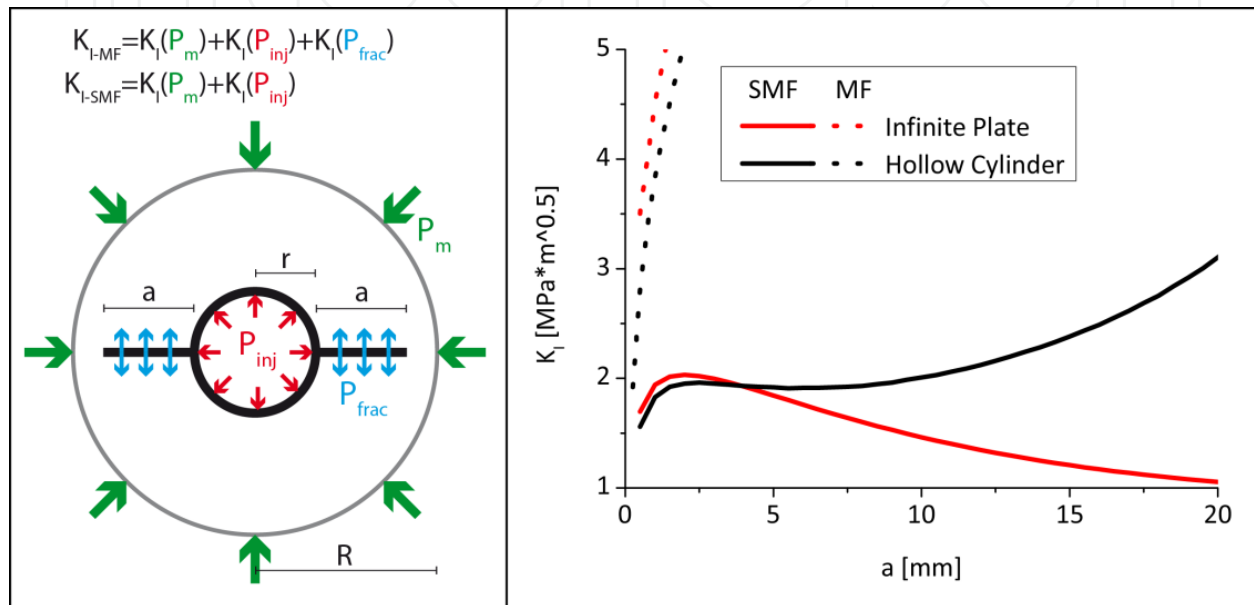 K_I-MF=K_I(P_m)+K_I(P_inj)+K_I(P_frac)
K_I-SMF=K_I(P_m)+K_I(P_inj)
P_m
r
a
a
P_inj
P_frac
R
5
4
3
2
1
K_I [MPa*m^0.5]
SMF MF
Infinite Plate
Hollow Cylinder
0
5
10
15
20
a [mm]